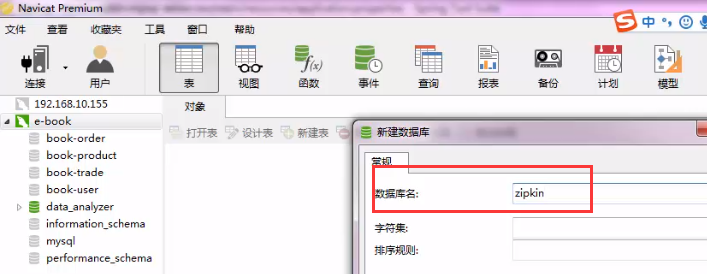 Navicat Premium
文件 查看 收藏夹 工具 窗口 帮助
中
连接 用户 表 视图 函数 事件 查询 报表 备份 计划 模型
f(x)
192.168.10.155
e-book
book-order
book-product
book-trade
book-user
data_analyzer
information_schema
mysql
performance_schema
对象
打开表 设计表 新建表
新建数据库
常规
数据库名: zipkin
字符集:
排序规则: